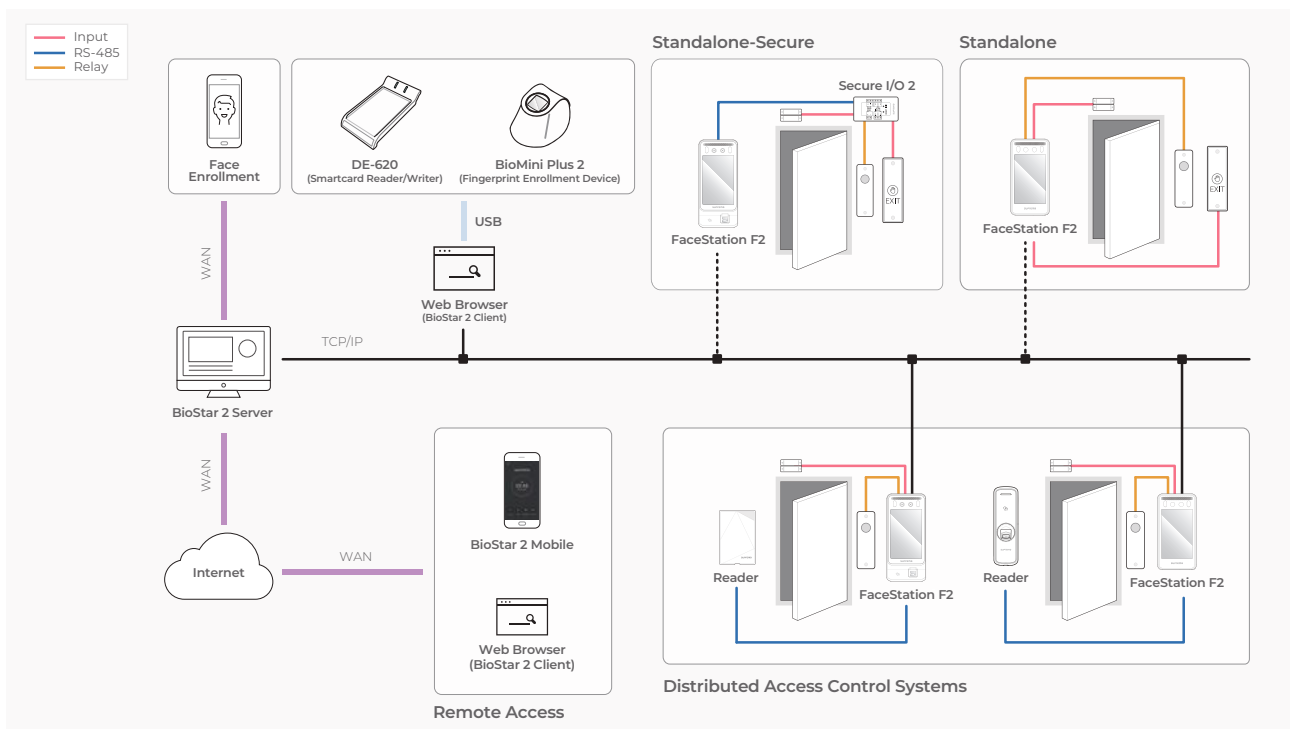 Input
RS-485
Relay
Standalone-Secure
Standalone
Face
Enrollment
DE-620
(Smartcard Reader/Writer)
BioMini Plus 2
(Fingerprint Enrollment Device)
Secure I/O 2
EXIT
FaceStation F2
EXIT
FaceStation F2
WAN
USB
Web Browser
(BioStar 2 Client)
TCP/IP
BioStar 2 Server
WAN
Internet
WAN
BioStar 2 Mobile
Web Browser
(BioStar 2 Client)
Remote Access
Reader
FaceStation F2
Reader
FaceStation F2
Distributed Access Control Systems